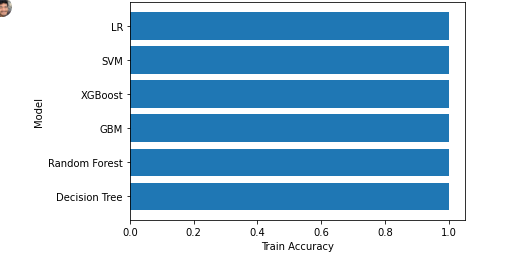 LR
SVM
XGBoost
GBM
Random Forest
Decision Tree
Model
0.0 0.2 0.4 0.6 0.8 1.0
Train Accuracy